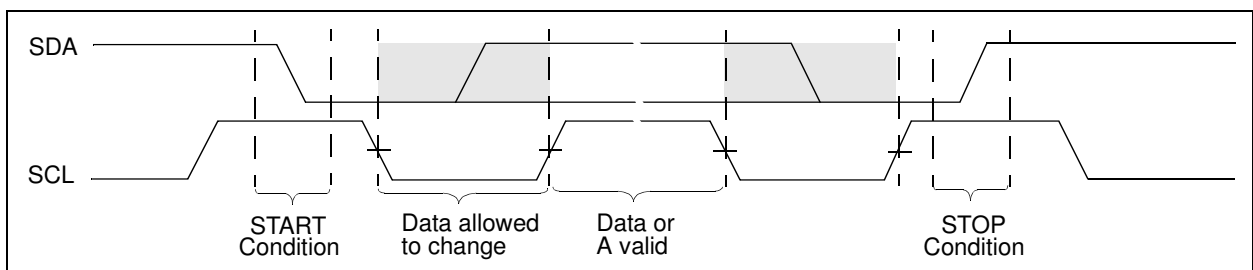 SDA
SCL
START
Condition
Data allowed
to change
Data or
A valid
STOP
Condition